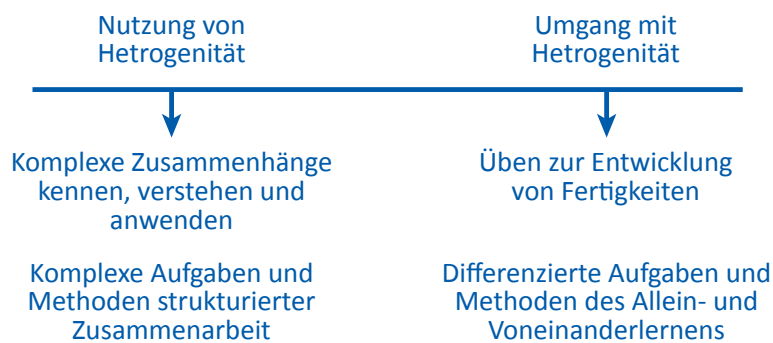 Nutzung von
Hetrogenität
Umgang mit
Hetrogenität
Komplexe Zusammenhänge
kennen, verstehen und
anwenden
Üben zur Entwicklung
von Fertigkeiten
Komplexe Aufgaben und
Methoden strukturierter
Zusammenarbeit
Differenzierte Aufgaben und
Methoden des Allein- und
Voneinanderlernens